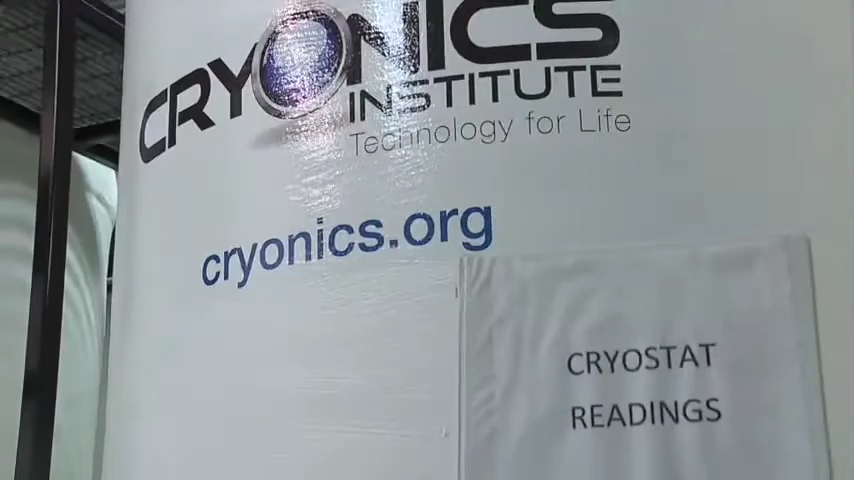 CRYONICS
INSTITUTE
Technology for Life
cryonics.org
CRYOSTAT
READINGS